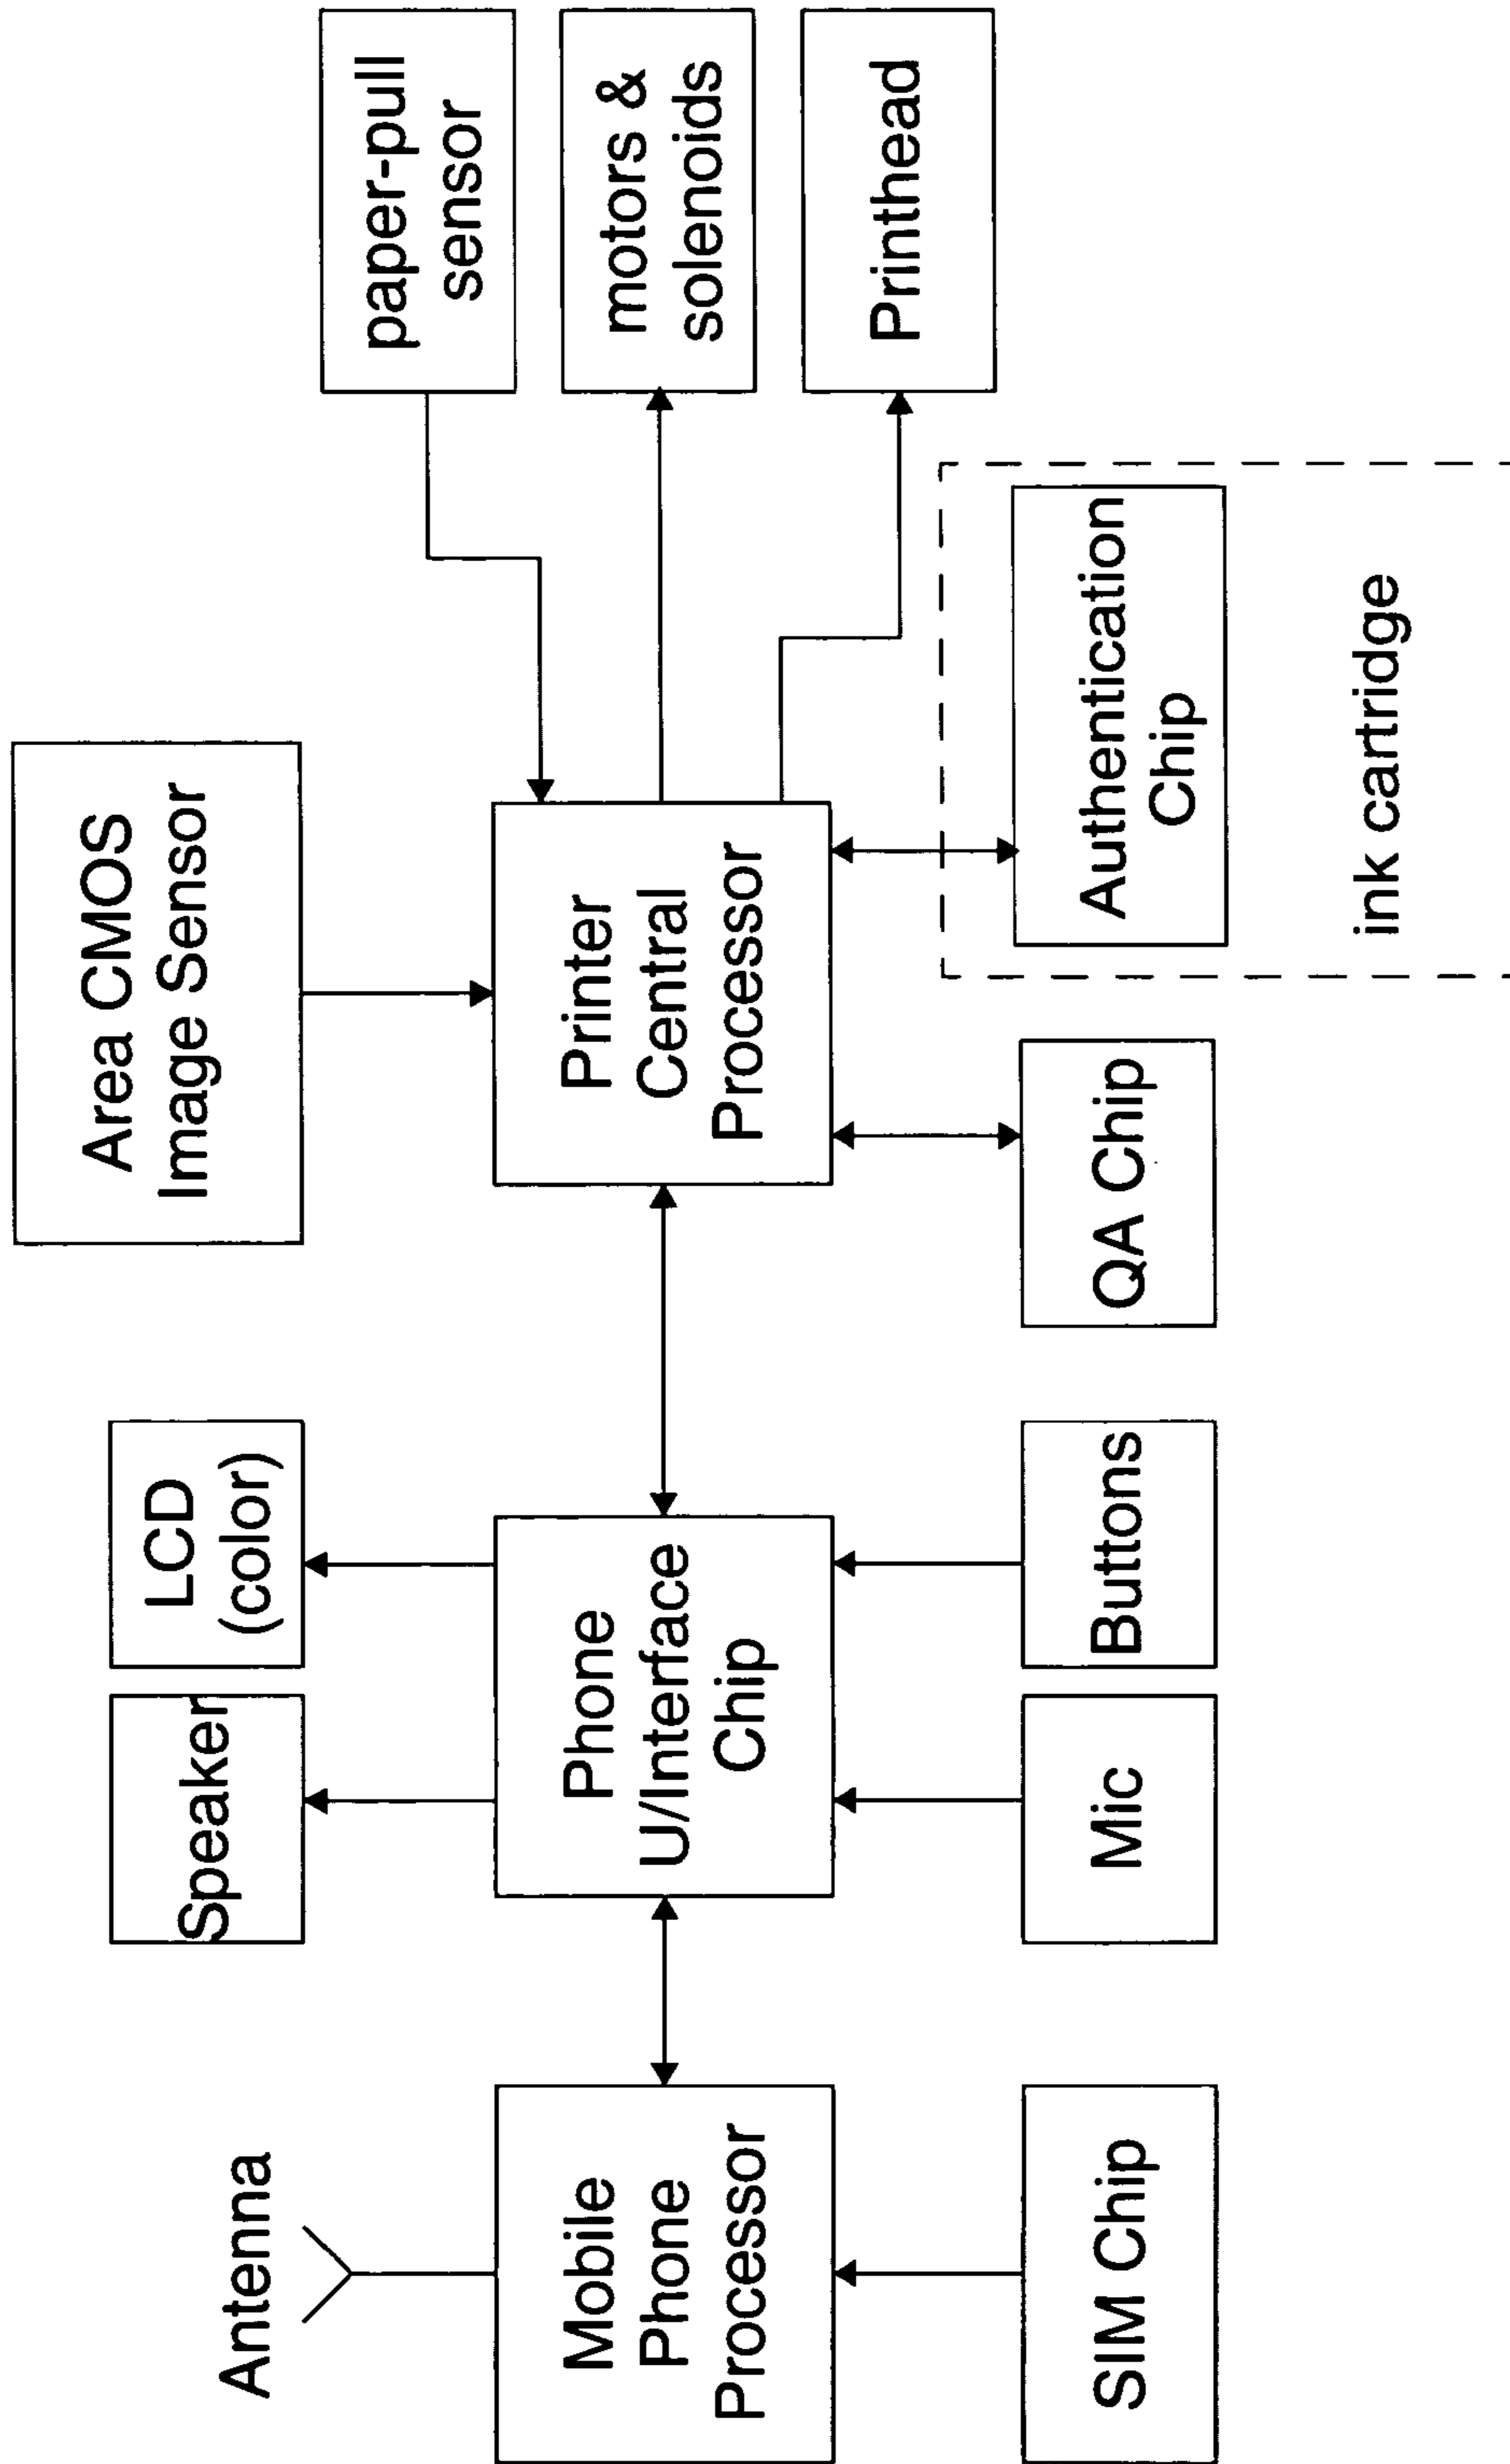 Antenna
Mobile
Phone
Processor
SIM Chip
Speaker
LCD
(color)
Phone
U/Interface
Chip
Mic
Buttons
Area CMOS
Image Sensor
Printer
Central
Processor
QA Chip
Authentication
Chip
ink cartridge
paper-pull
sensor
motors &
solenoids
Printhead